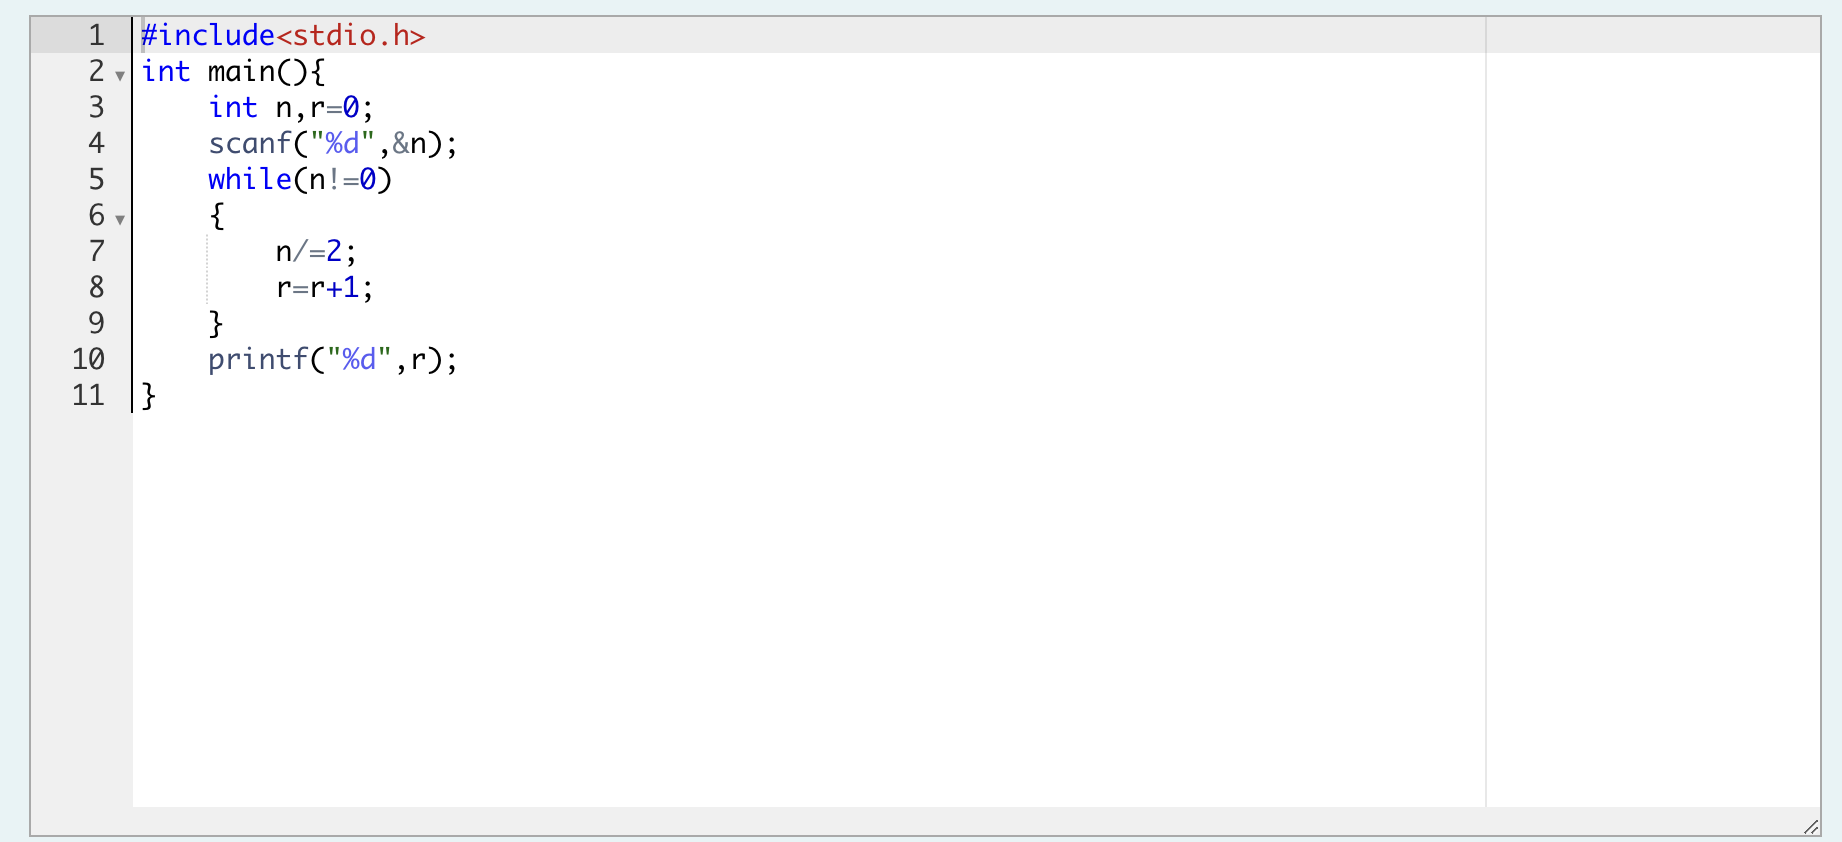 1 #include<stdio.h>
2 int main(){
3     int n,r=0;
4     scanf("%d",&n);
5     while(n!=0)
6     {
7         n/=2;
8         r=r+1;
9     }
10     printf("%d",r);
11 }